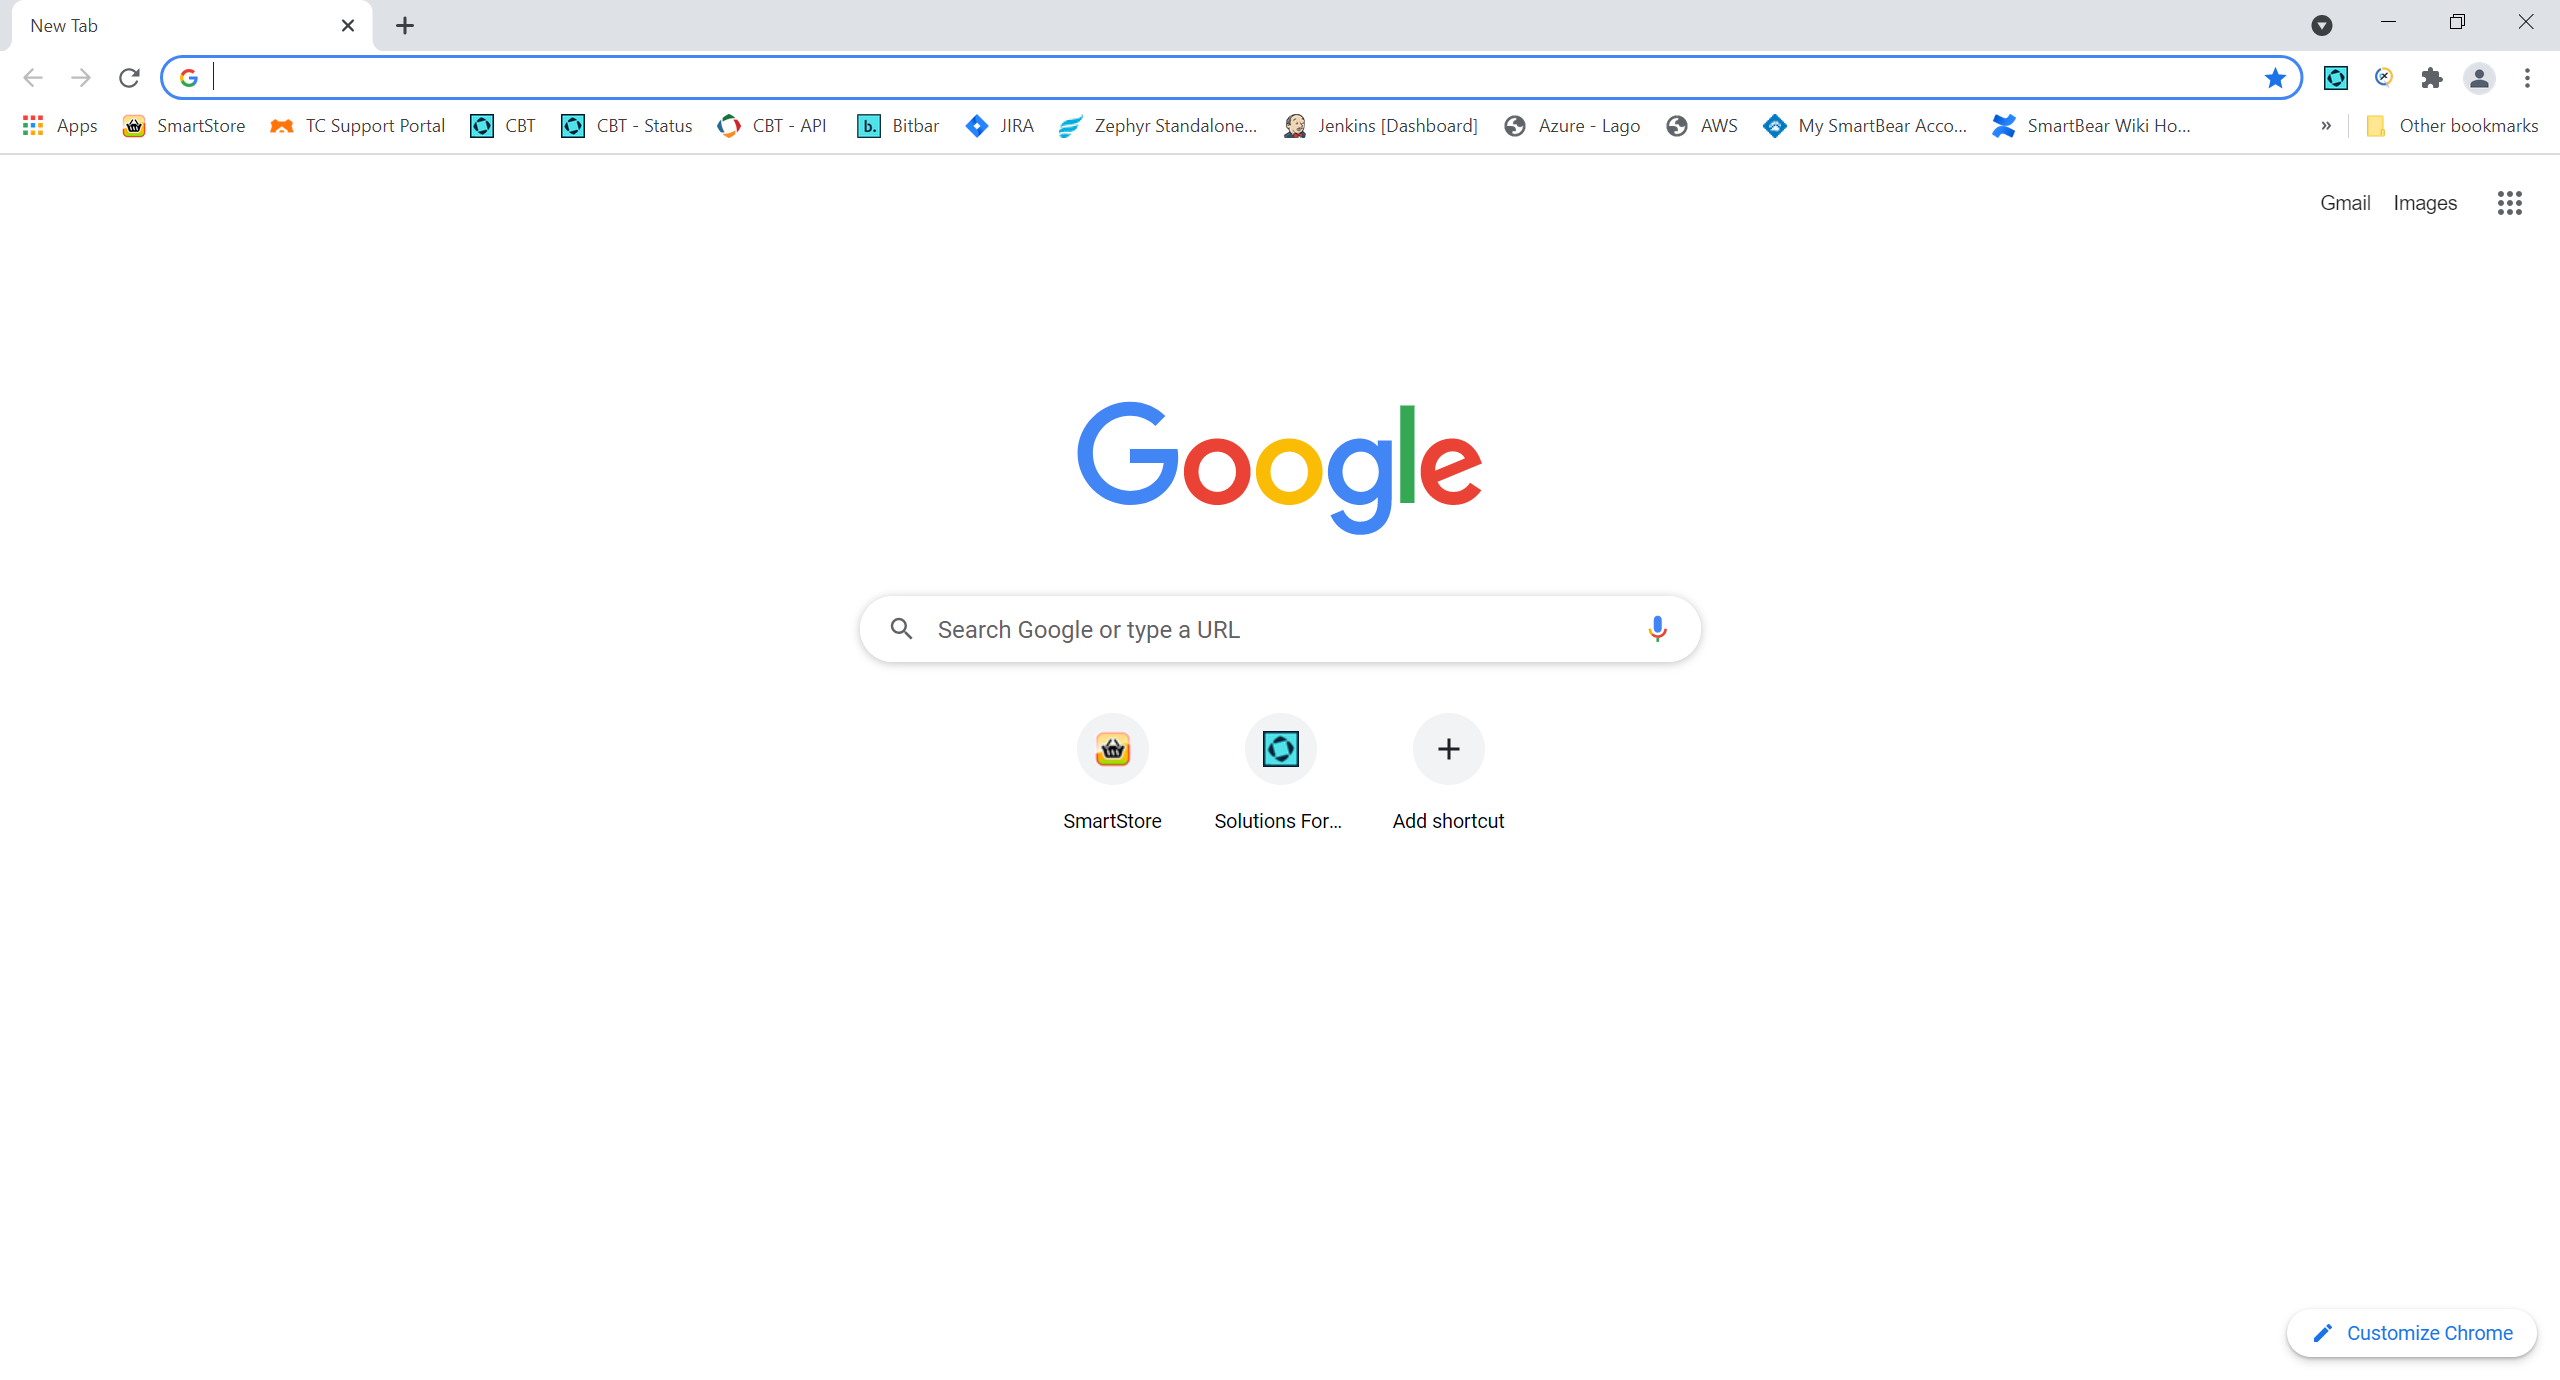 New Tab
Apps SmartStore TC Support Portal CBT CBT - Status CBT - API b. Bitbar JIRA Zephyr Standalone... Jenkins [Dashboard] Azure - Lago AWS My SmartBear Acco... SmartBear Wiki Ho... » Other bookmarks
Gmail Images
Google
Search Google or type a URL
SmartStore Solutions For... Add shortcut
Customize Chrome